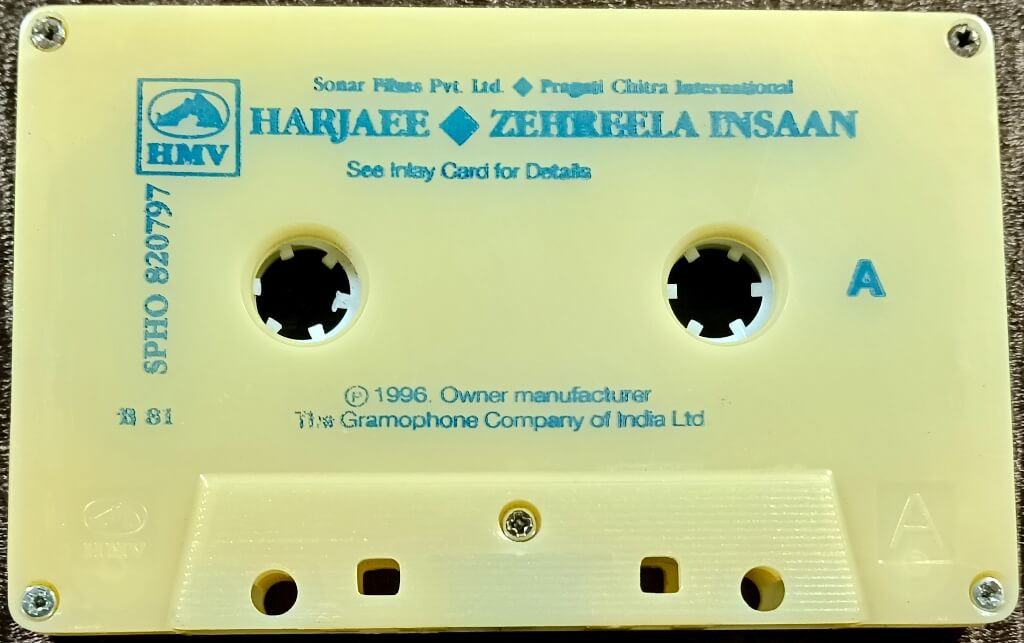 Sonar Films Pvt. Ltd. ◆ Pragati Chitra International
HARJAEE ◆ ZEHREELA INSAAN
HMV
See Inlay Card for Details
SPHO 820797
A
Ⓟ 1996. Owner manufacturer
The Gramophone Company of India Ltd
B 81
A